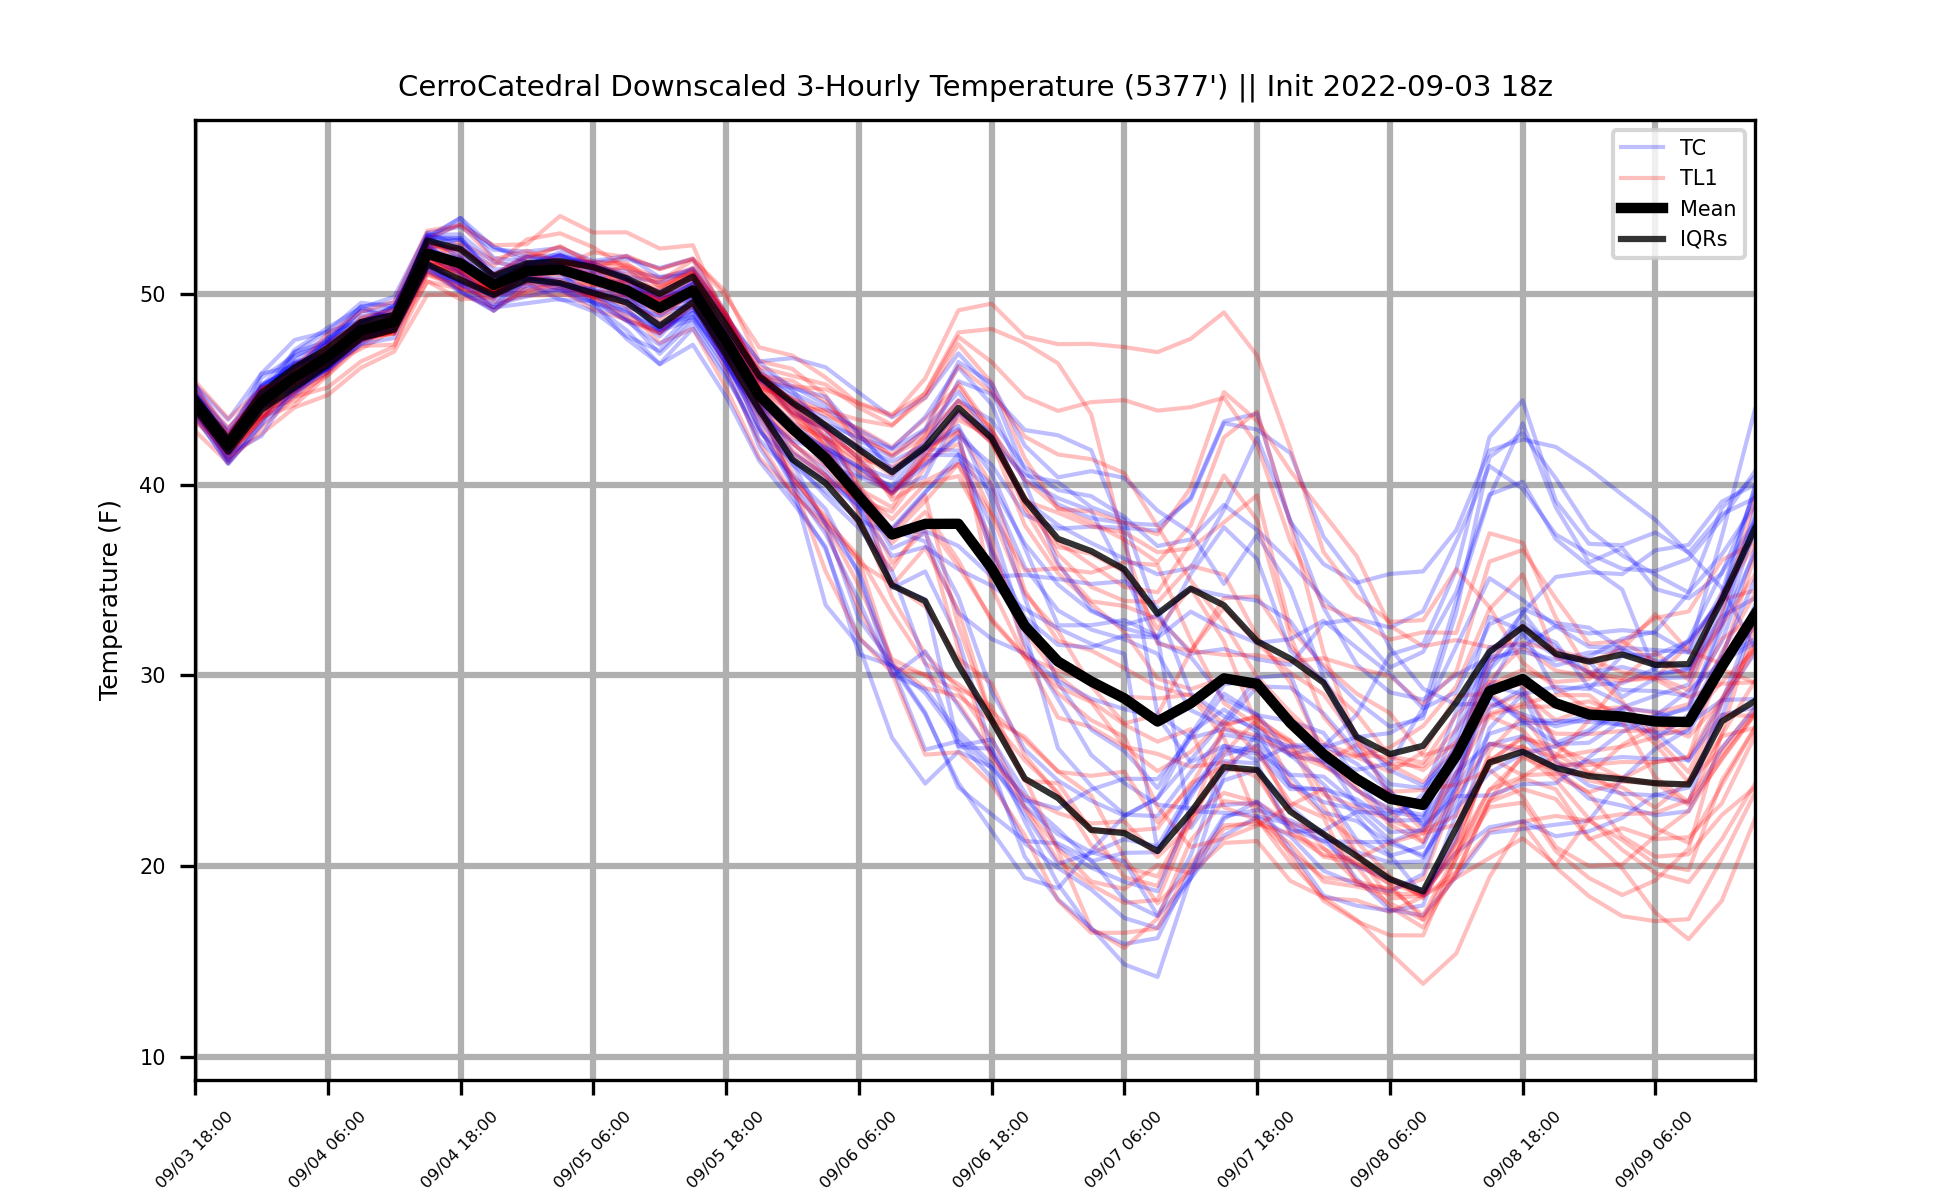 CerroCatedral Downscaled 3-Hourly Temperature (5377') || Init 2022-09-03 18z
TC
TL1
Mean
IQRs
Temperature (F)
50
40
30
20
10
09/03 18:00
09/04 06:00
09/04 18:00
09/05 06:00
09/05 18:00
09/06 06:00
09/06 18:00
09/07 06:00
09/07 18:00
09/08 06:00
09/08 18:00
09/09 06:00